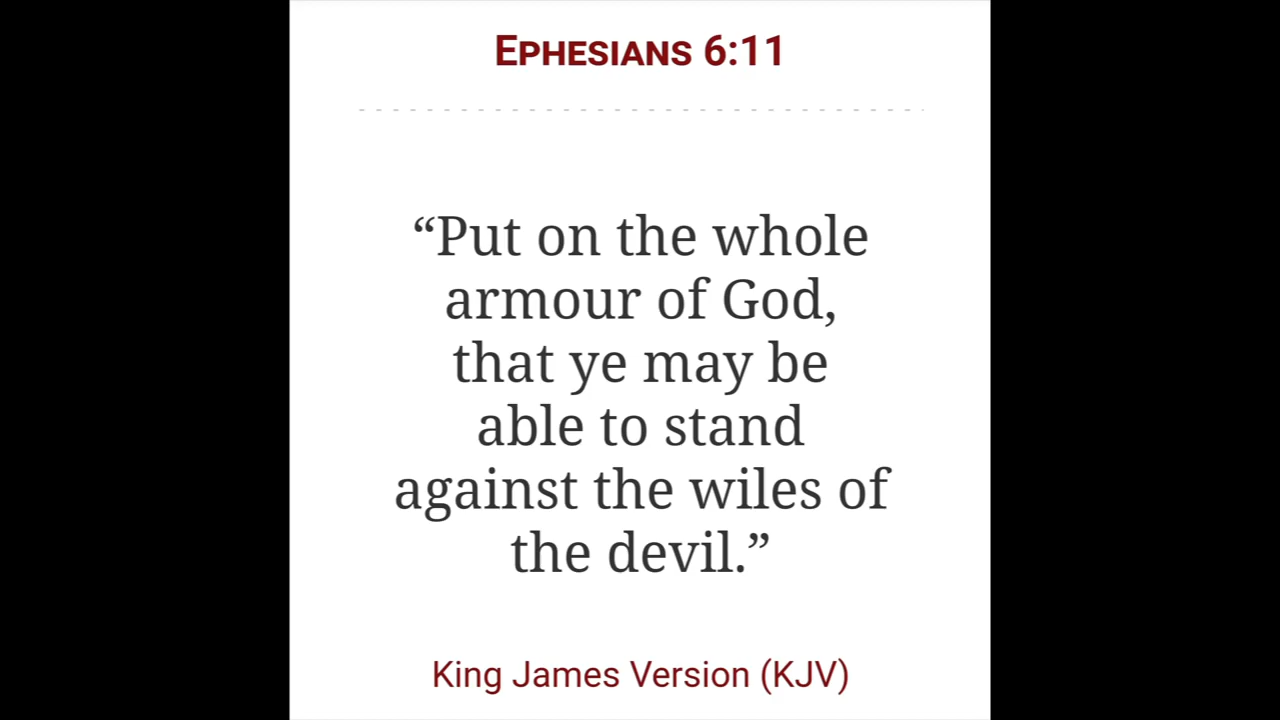 Ephesians 6:11
“Put on the whole
armour of God,
that ye may be
able to stand
against the wiles of
the devil.”
King James Version (KJV)